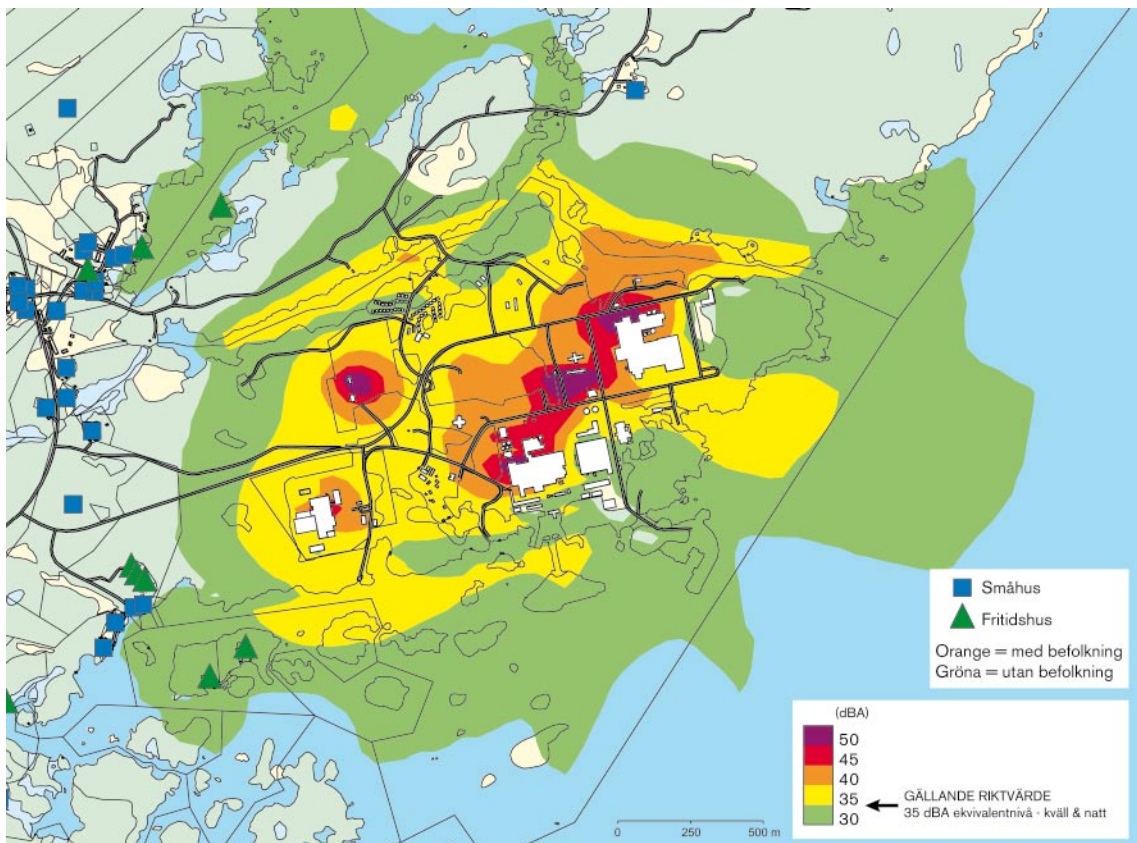 Småhus
Fritidshus
Orange = med befolkning
Gröna = utan befolkning
(dBA)
50
45
40
35
30
GÄLLANDE RIKTVÄRDE
35 dBA ekvivalentnivå - kväll & natt
0 250 500 m